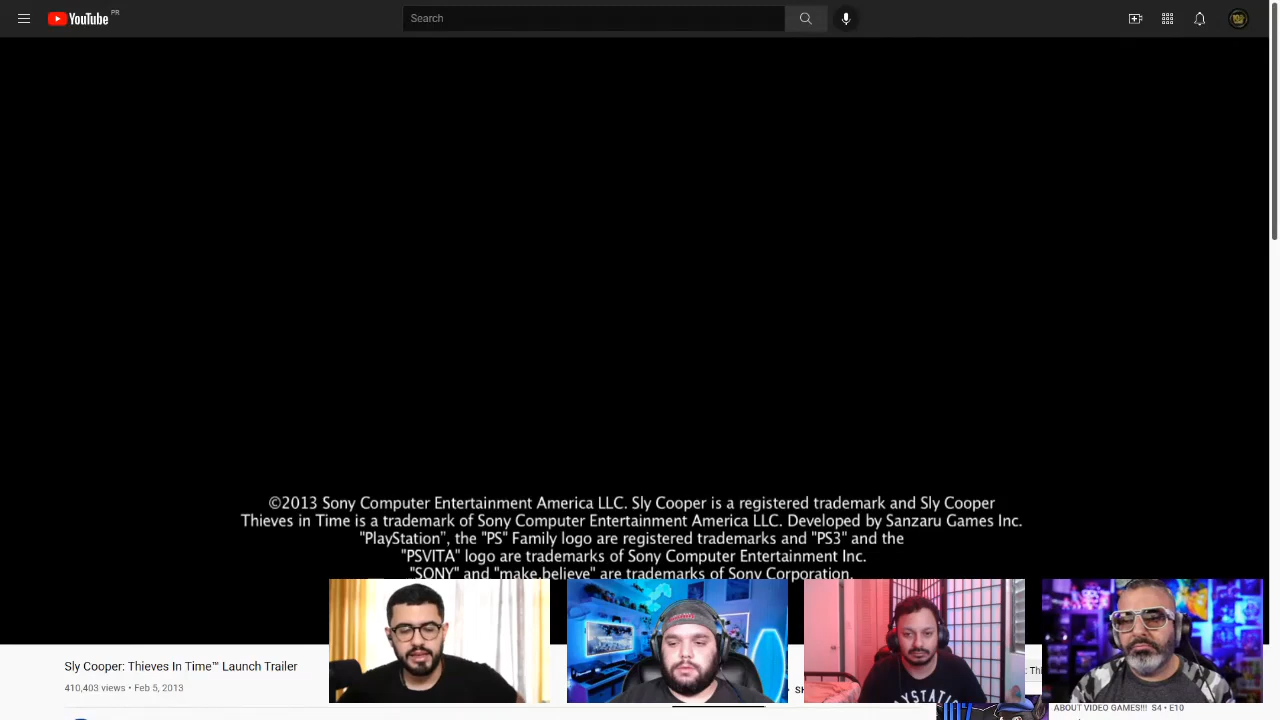 YouTube PR
Search
©2013 Sony Computer Entertainment America LLC. Sly Cooper is a registered trademark and Sly Cooper
Thieves in Time is a trademark of Sony Computer Entertainment America LLC. Developed by Sanzaru Games Inc.
"PlayStation", the "PS" Family logo are registered trademarks and "PS3" and the
"PSVITA" logo are trademarks of Sony Computer Entertainment Inc.
"SONY" and "make.believe" are trademarks of Sony Corporation.
Sly Cooper: Thieves In Time™ Launch Trailer
410,403 views • Feb 5, 2013
ABOUT VIDEO GAMES!!! S4 • E10